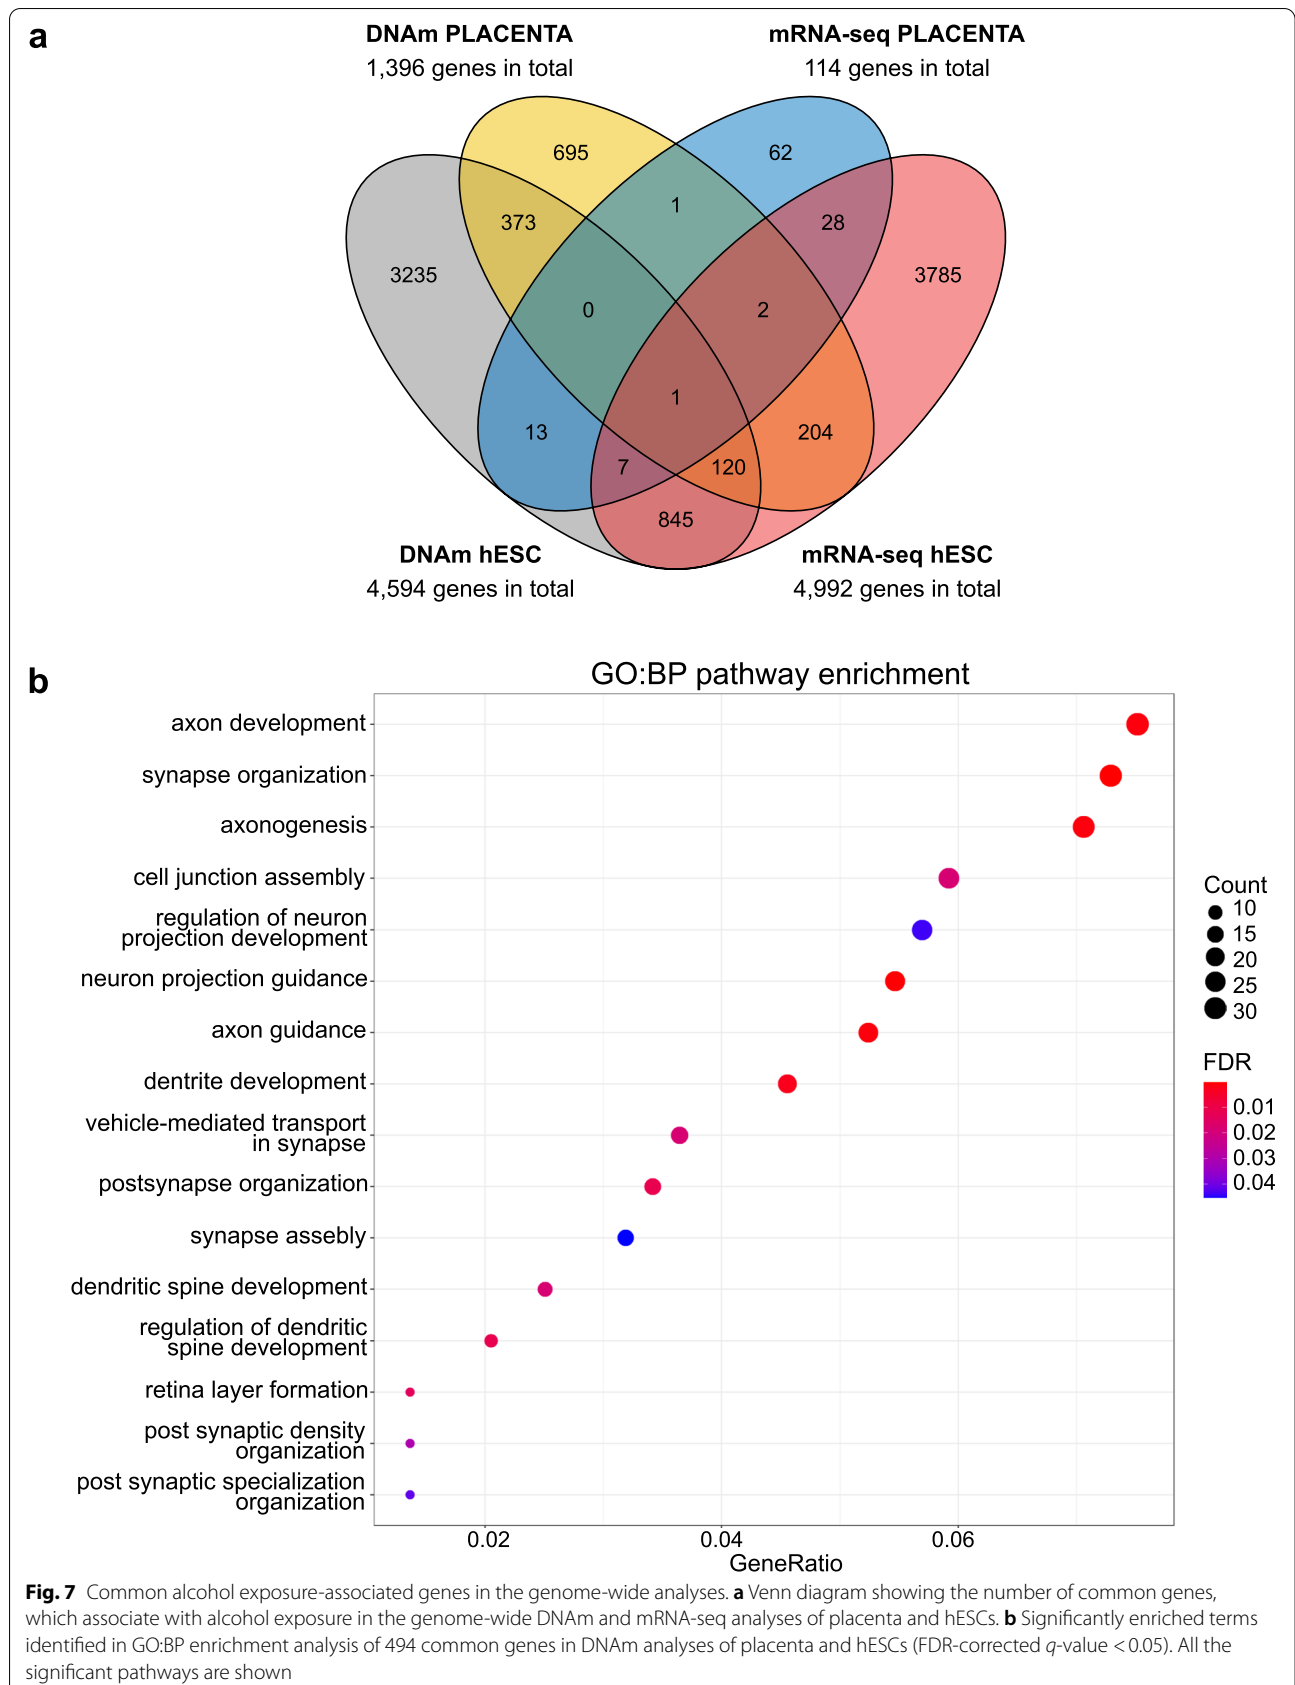 a
DNAm PLACENTA
1,396 genes in total
mRNA-seq PLACENTA
114 genes in total
695
62
1
373
28
3235
3785
0
2
1
13
204
7
120
845
DNAm hESC
4,594 genes in total
mRNA-seq hESC
4,992 genes in total
b
GO:BP pathway enrichment
axon development
synapse organization
axonogenesis
cell junction assembly
regulation of neuron
projection development
neuron projection guidance
axon guidance
dentrite development
vehicle-mediated transport
in synapse
postsynapse organization
synapse assebly
dendritic spine development
regulation of dendritic
spine development
retina layer formation
post synaptic density
organization
post synaptic specialization
organization
Count
10
15
20
25
30
FDR
0.01
0.02
0.03
0.04
0.02
0.04
0.06
GeneRatio
Fig. 7 Common alcohol exposure-associated genes in the genome-wide analyses. a Venn diagram showing the number of common genes,
which associate with alcohol exposure in the genome-wide DNAm and mRNA-seq analyses of placenta and hESCs. b Significantly enriched terms
identified in GO:BP enrichment analysis of 494 common genes in DNAm analyses of placenta and hESCs (FDR-corrected q-value < 0.05). All the
significant pathways are shown